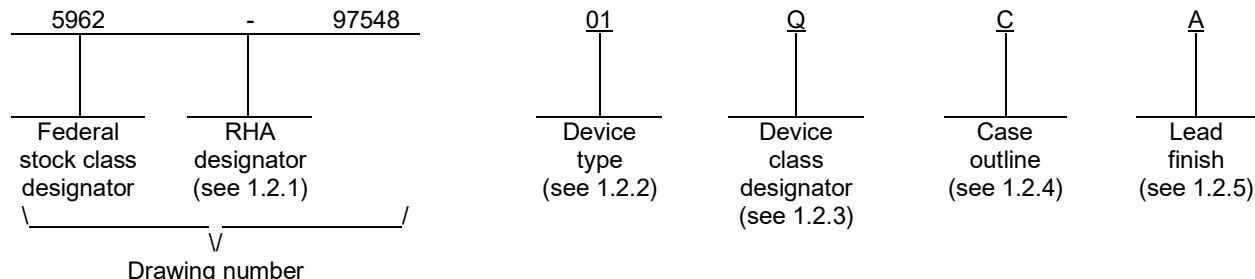 5962 - 97548 01 Q C A
Federal stock class designator
RHA designator (see 1.2.1)
Device type (see 1.2.2)
Device class designator (see 1.2.3)
Case outline (see 1.2.4)
Lead finish (see 1.2.5)
Drawing number